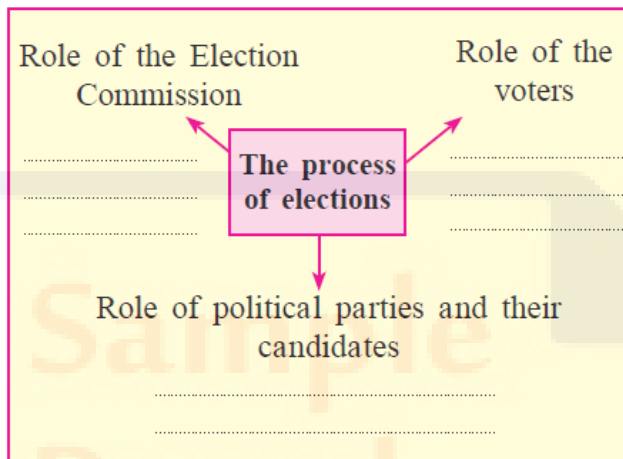 Role of the Election
Commission
Role of the
voters
The process
of elections
Role of political parties and their
candidates
Sample